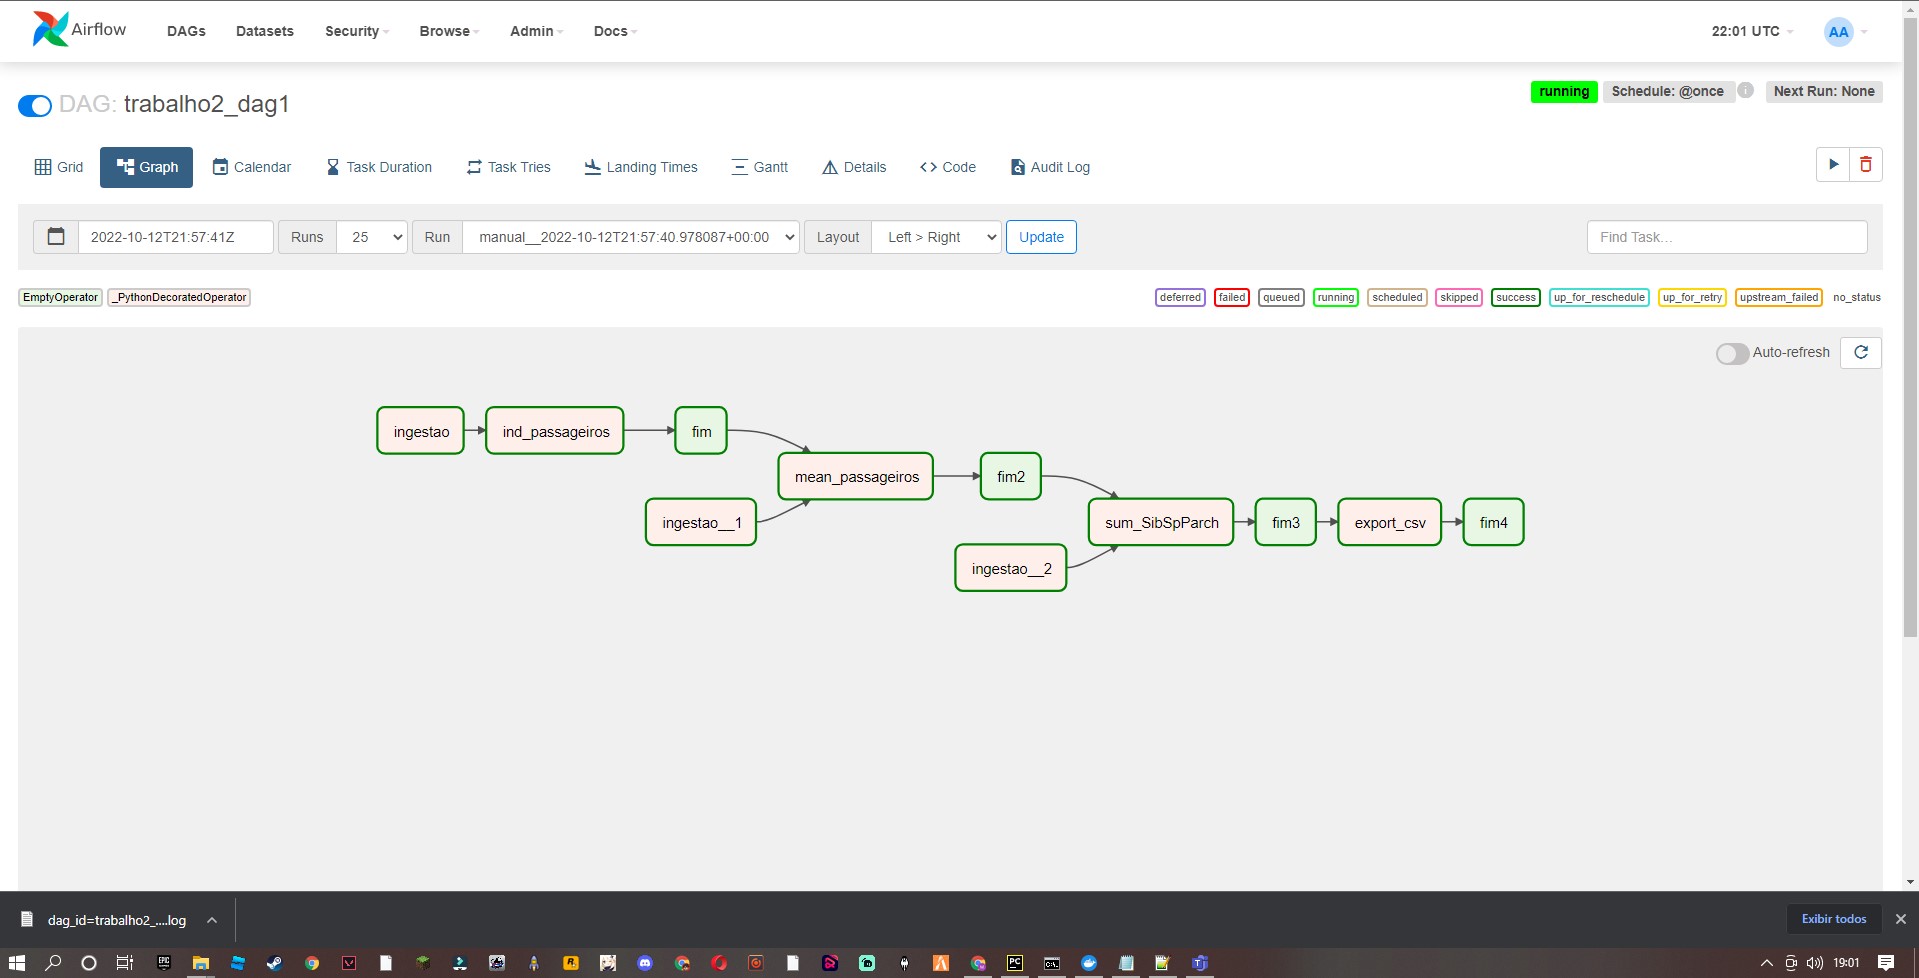 Airflow DAGs Datasets Security Browse Admin Docs 22:01 UTC AA
DAG: trabalho2_dag1 running Schedule: @once i Next Run: None
Grid Graph Calendar Task Duration Task Tries Landing Times Gantt Details Code Audit Log
2022-10-12T21:57:41Z Runs 25 Run manual__2022-10-12T21:57:40.978087+00:00 Layout Left > Right Update Find Task...
EmptyOperator _PythonDecoratedOperator deferred failed queued running scheduled skipped success up_for_reschedule up_for_retry upstream_failed no_status
Auto-refresh
ingestao ind_passageiros fim
mean_passageiros fim2
ingestao__1 sum_SibSpParch fim3 export_csv fim4
ingestao__2
dag_id=trabalho2_....log Exibir todos
EPIC PC C:\. 19:01